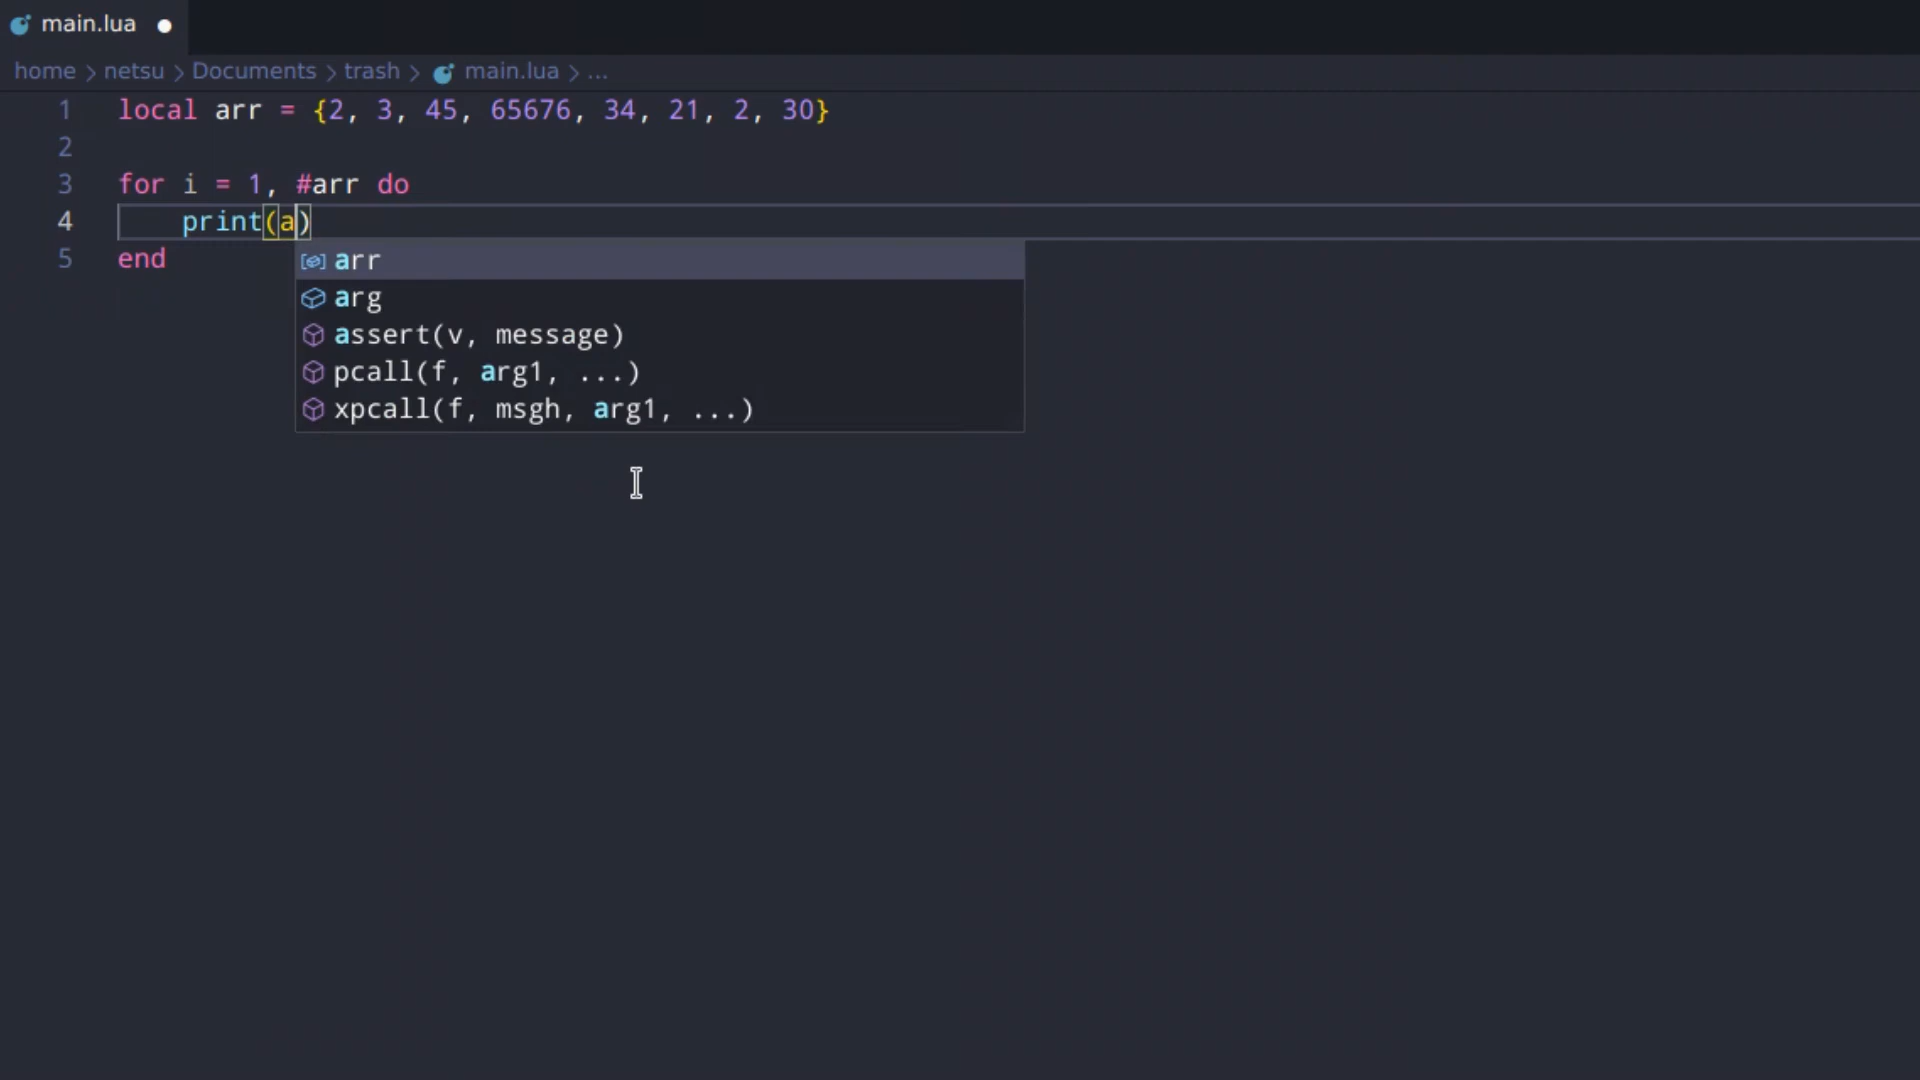 main.lua
home > netsu > Documents > trash > main.lua > ...
1 local arr = {2, 3, 45, 65676, 34, 21, 2, 30}
2
3 for i = 1, #arr do
4 print(a)
5 end
arr
arg
assert(v, message)
pcall(f, arg1, ...)
xpcall(f, msgh, arg1, ...)